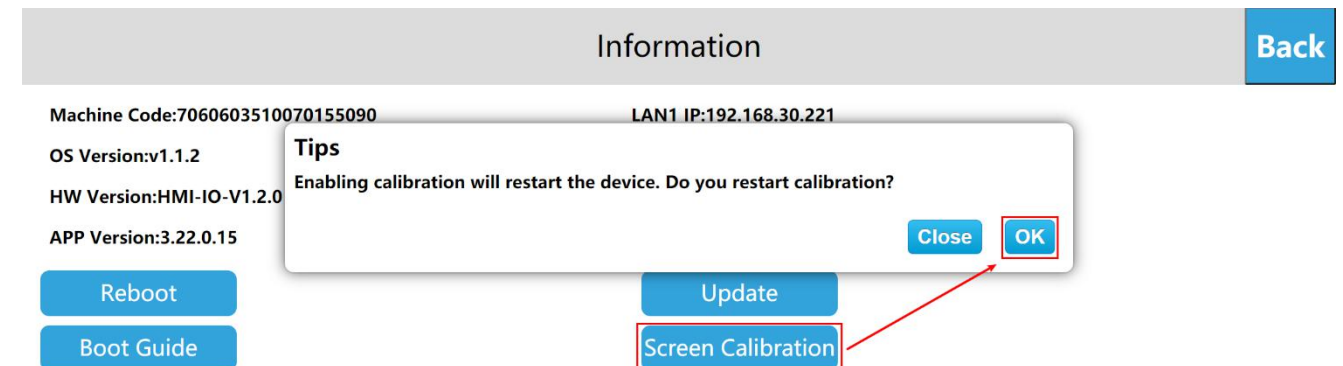 Information
Back
Machine Code:7060603510070155090
LAN1 IP:192.168.30.221
OS Version:v1.1.2
HW Version:HMI-IO-V1.2.0
APP Version:3.22.0.15
Tips
Enabling calibration will restart the device. Do you restart calibration?
Close
OK
Reboot
Update
Boot Guide
Screen Calibration